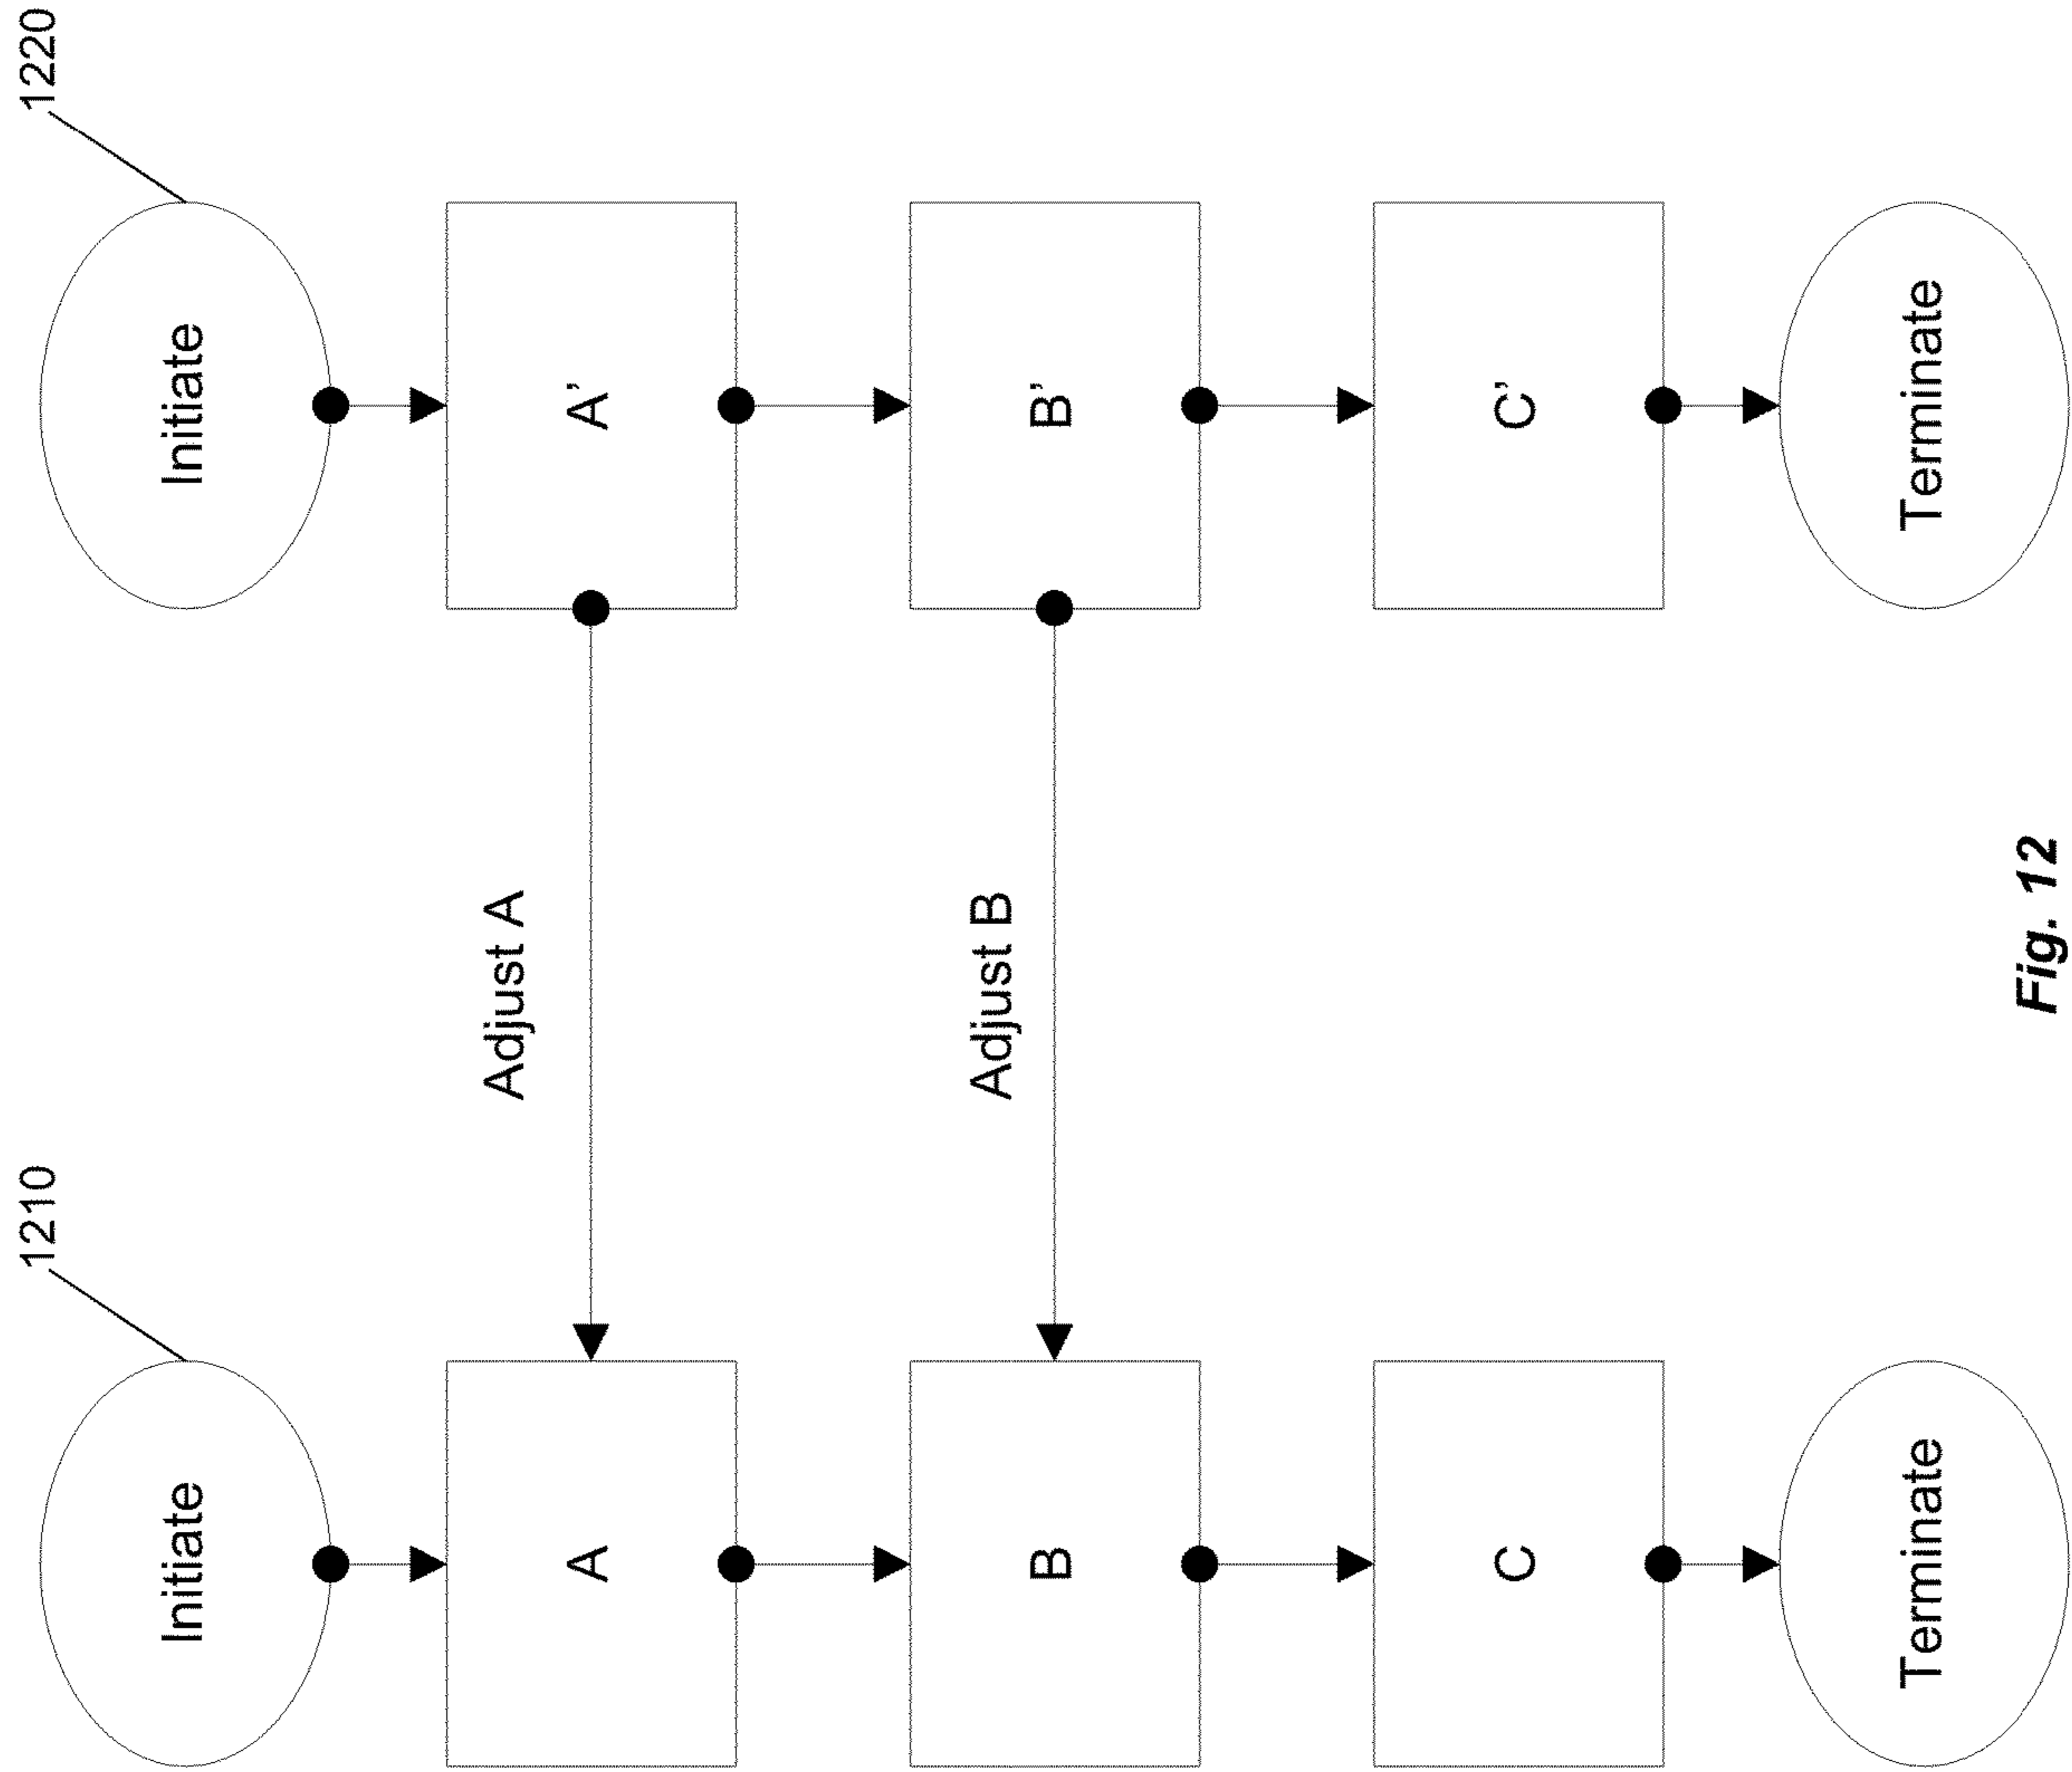 1210
1220
Initiate
Initiate
Adjust A
A
A’
Adjust B
B
B’
C
C’
Terminate
Terminate
Fig. 12